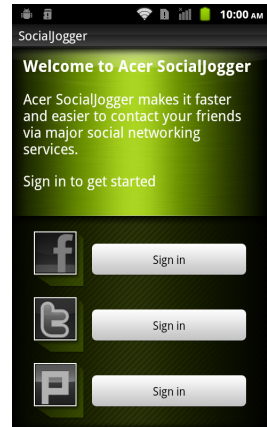 10:00 AM
SocialJogger
Welcome to Acer SocialJogger
Acer SocialJogger makes it faster
and easier to contact your friends
via major social networking
services.
Sign in to get started
f
Sign in
t
Sign in
P
Sign in